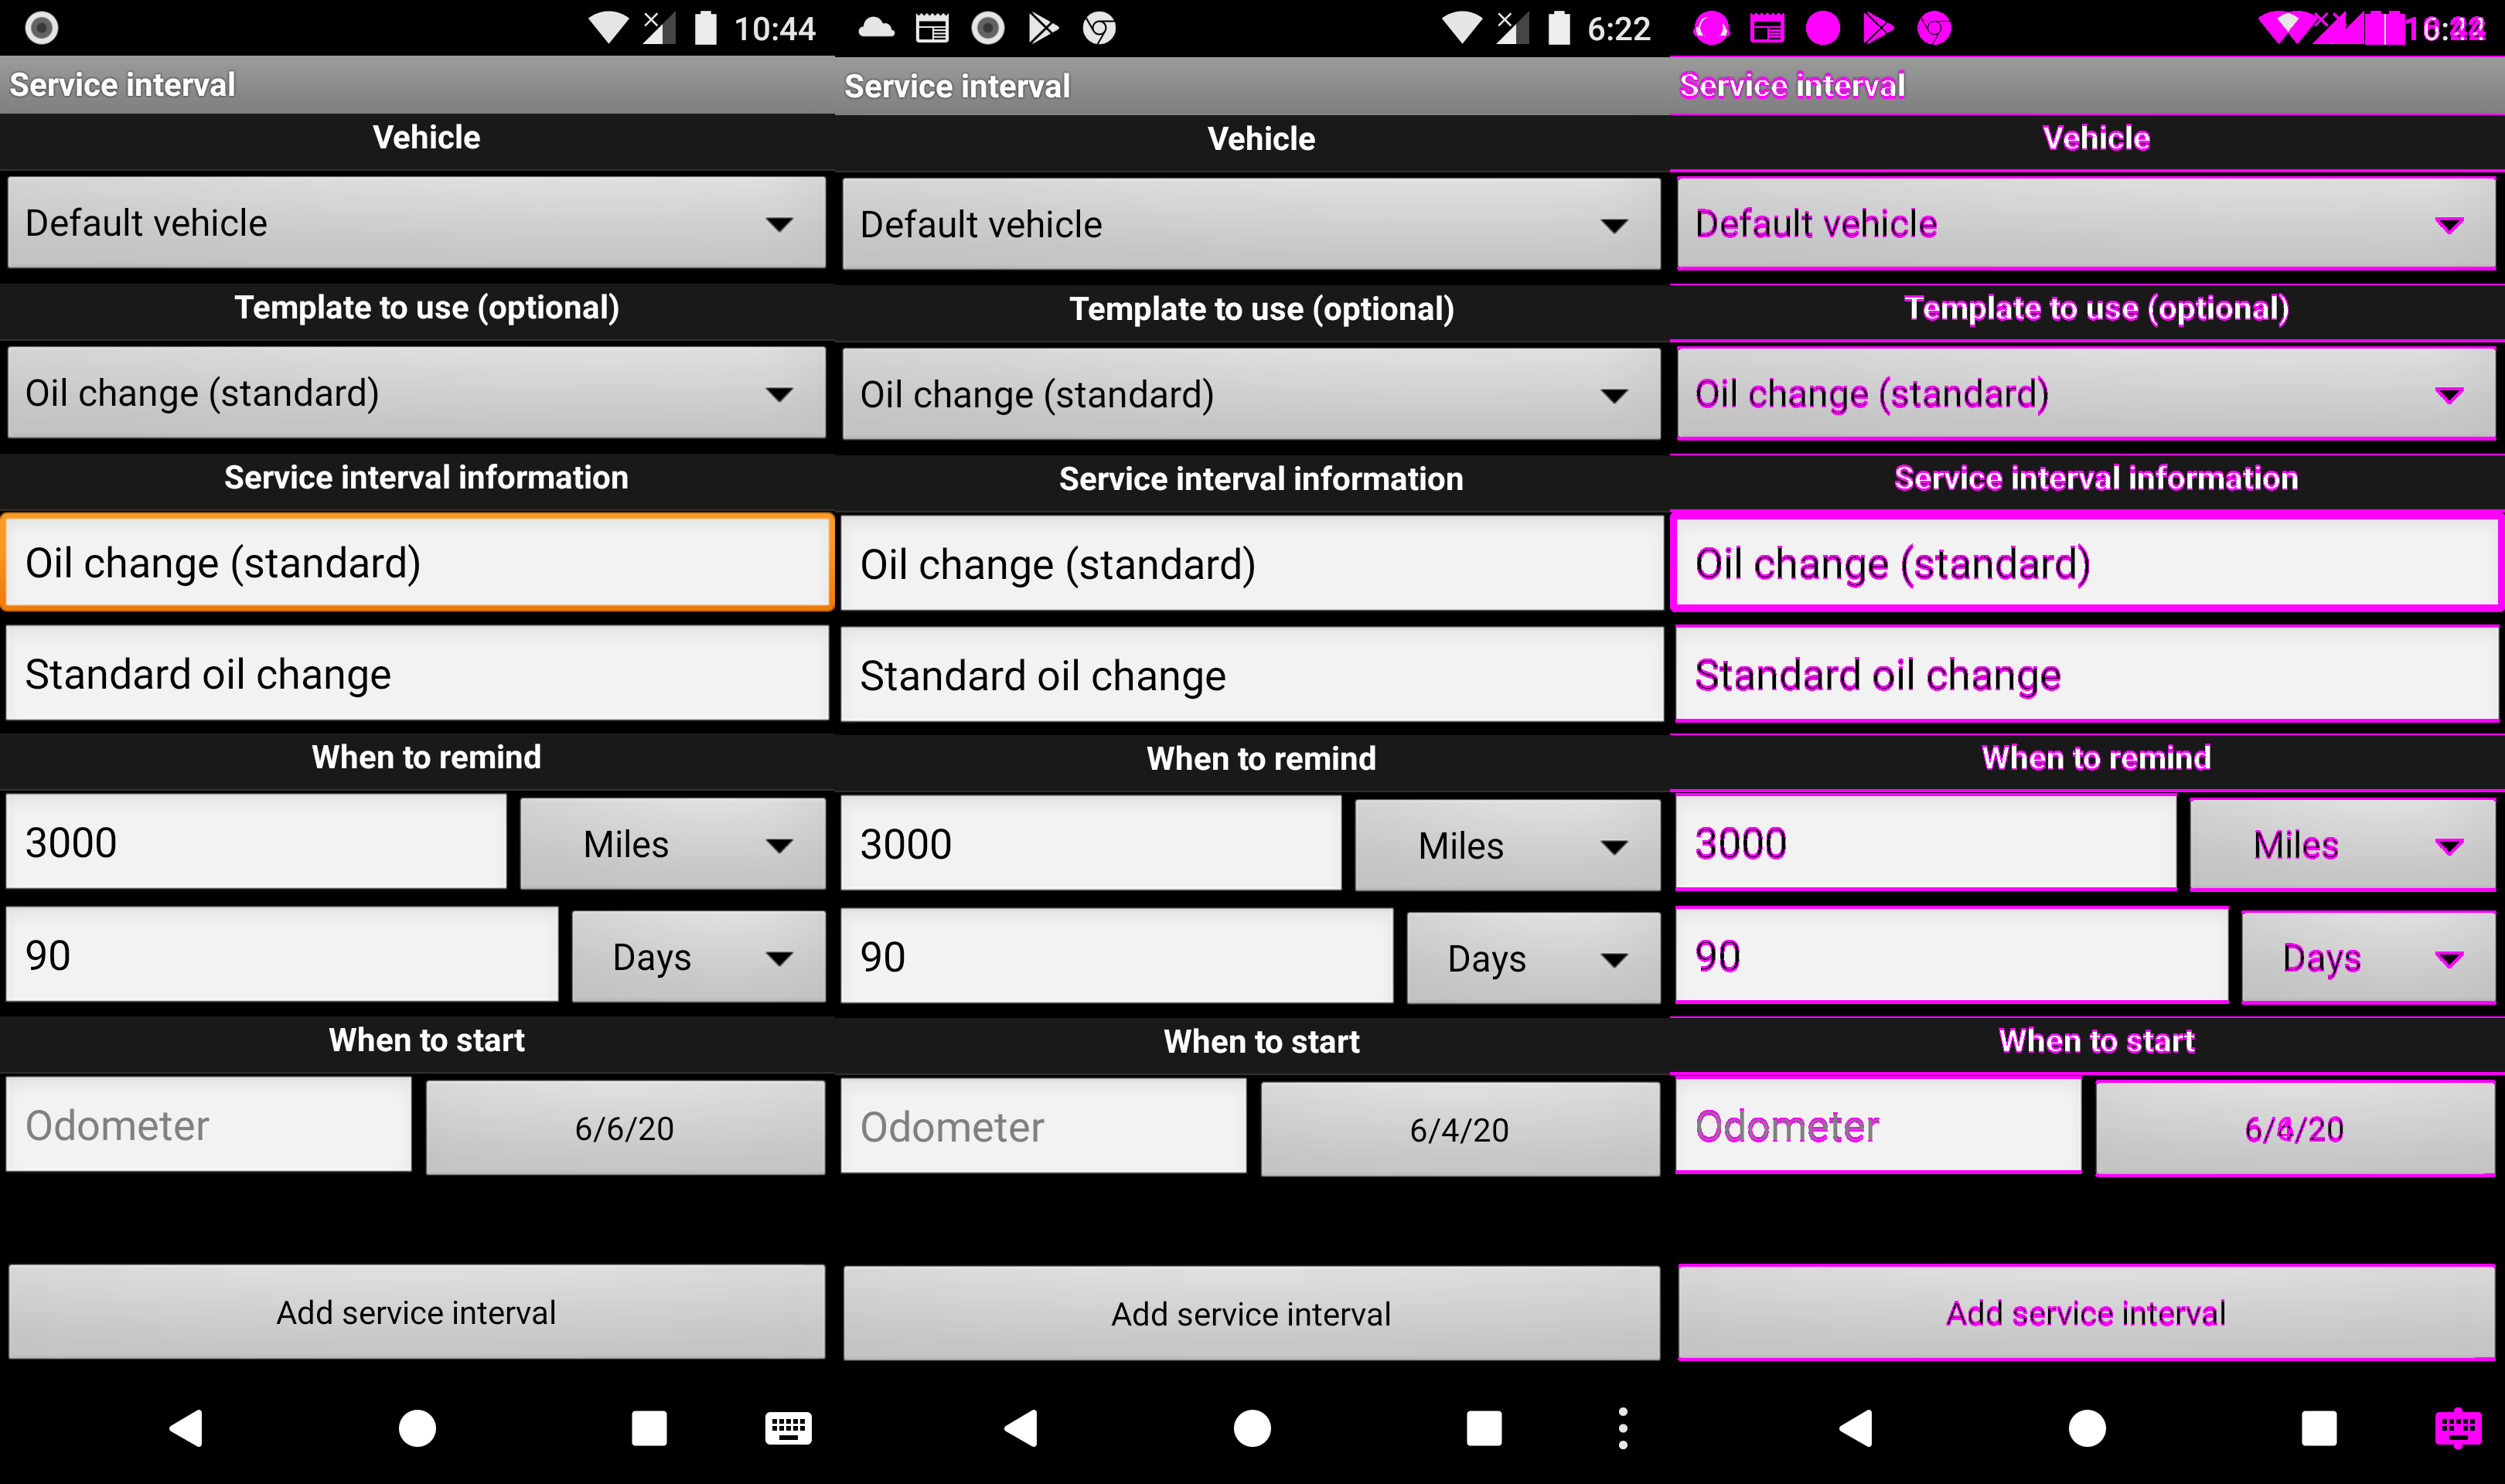 10:44
Service interval
Vehicle
Default vehicle
Template to use (optional)
Oil change (standard)
Service interval information
Oil change (standard)
Standard oil change
When to remind
3000 Miles
90 Days
When to start
Odometer 6/6/20
Add service interval
6:22
Service interval
Vehicle
Default vehicle
Template to use (optional)
Oil change (standard)
Service interval information
Oil change (standard)
Standard oil change
When to remind
3000 Miles
90 Days
When to start
Odometer 6/4/20
Add service interval
Service interval
Vehicle
Default vehicle
Template to use (optional)
Oil change (standard)
Service interval information
Oil change (standard)
Standard oil change
When to remind
3000 Miles
90 Days
When to start
Odometer
Add service interval